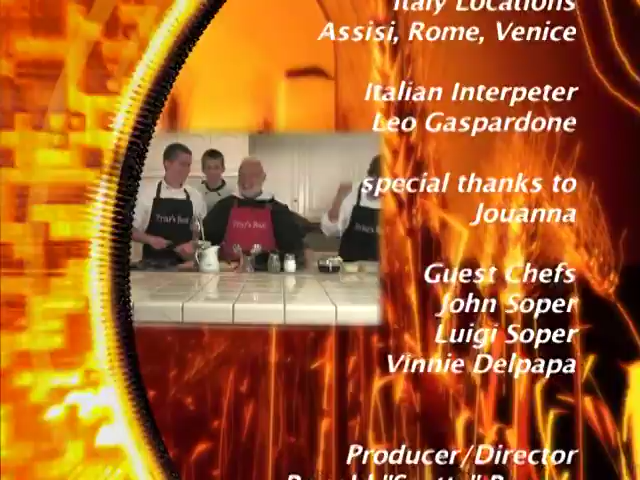 Italy Locations
Assisi, Rome, Venice
Italian Interpeter
Leo Gaspardone
special thanks to
Jouanna
Guest Chefs
John Soper
Luigi Soper
Vinnie Delpapa
Producer/Director